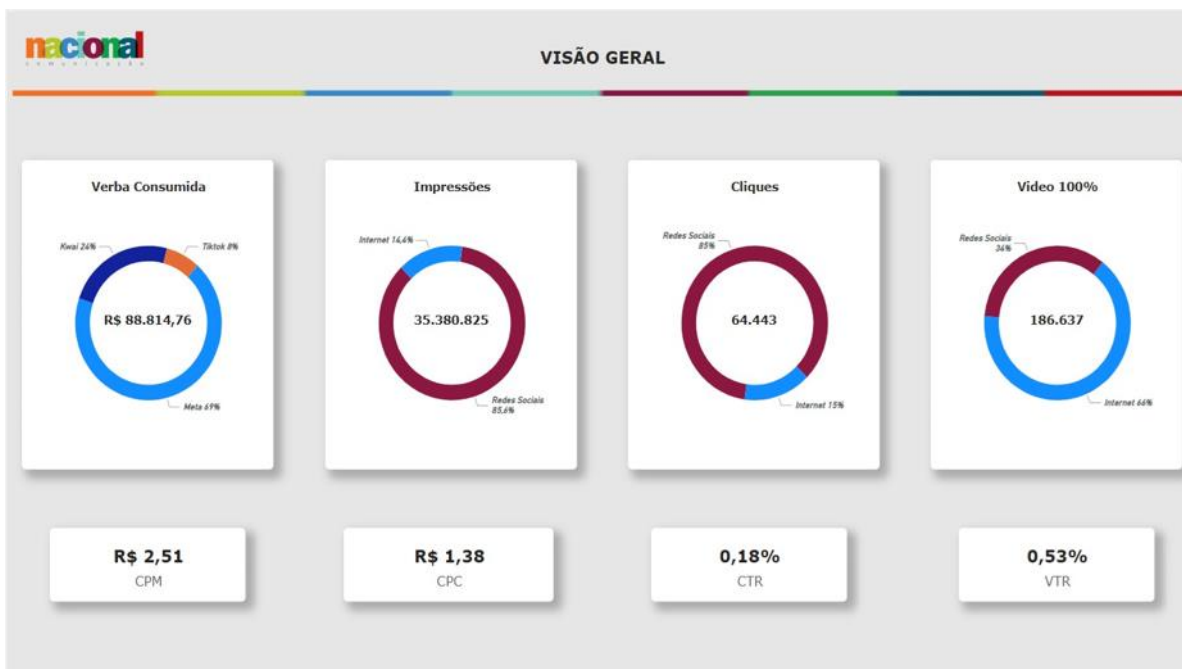 nacional
comunicação
VISÃO GERAL
Verba Consumida
Kwai 24%
Tiktok 8%
R$ 88.814,76
Meta 69%
Impressões
Internet 14,4%
35.380.825
Redes Sociais
85,6%
Cliques
Redes Sociais
85%
64.443
Internet 15%
Video 100%
Redes Sociais
34%
186.637
Internet 66%
R$ 2,51
CPM
R$ 1,38
CPC
0,18%
CTR
0,53%
VTR